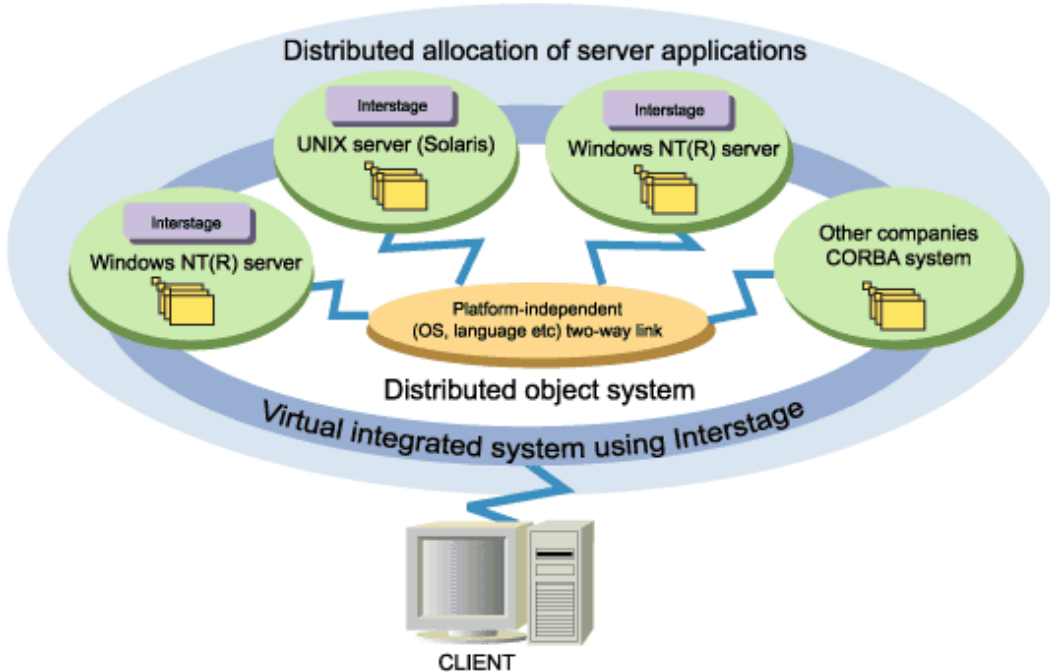 Distributed allocation of server applications
Interstage
UNIX server (Solaris)
Interstage
Windows NT(R) server
Interstage
Windows NT(R) server
Other companies
CORBA system
Platform-independent
(OS, language etc) two-way link
Distributed object system
Virtual integrated system using Interstage
CLIENT